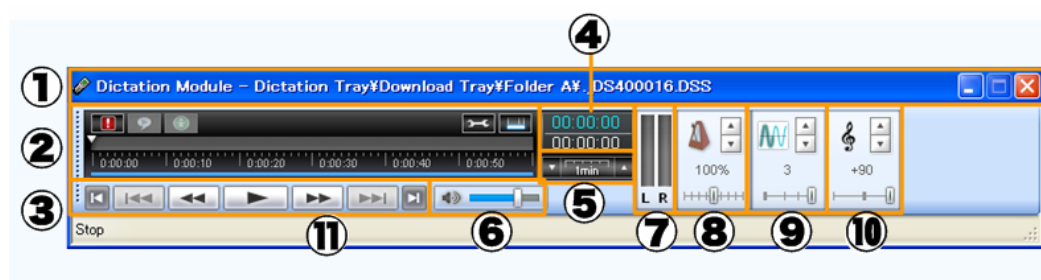 ④
① Dictation Module - Dictation Tray¥Download Tray¥Folder A¥. DS400016.DSS
②
00:00:00
00:00:00
0:00:00 0:00:10 0:00:20 0:00:30 0:00:40 0:00:50
1min
100% 3 +90
③
L R
Stop
⑪ ⑥ ⑤ ⑦ ⑧ ⑨ ⑩